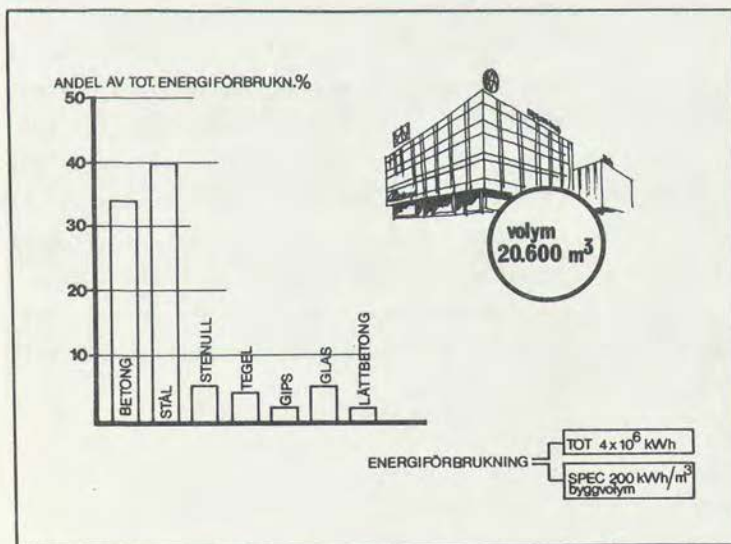 ANDEL AV TOT. ENERGIFÖRBRUKN.%
50
40
30
20
10
BETONG
STÅL
STENULL
TEGEL
GIPS
GLAS
LÄTTBETONG
volym
20.600 m³
ENERGIFÖRBRUKNING
TOT 4 x 10⁶ kWh
SPEC 200 kWh/m³
byggvolym